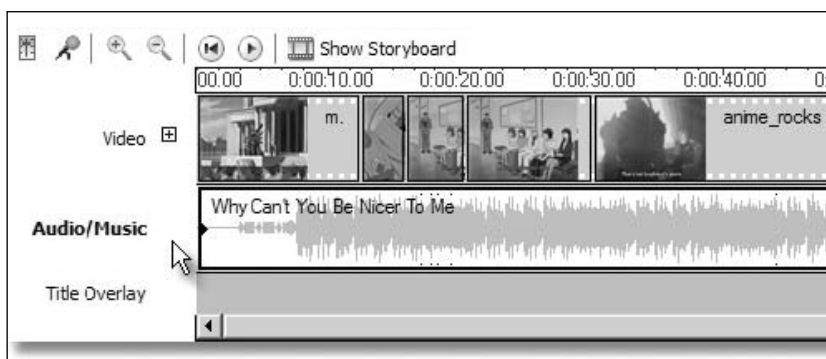 Show Storyboard
00.00 0:00:10.00 0:00:20.00 0:00:30.00 0:00:40.00 0:
Video
m.
anime_rocks
Why Can't You Be Nicer To Me
Audio/Music
Title Overlay